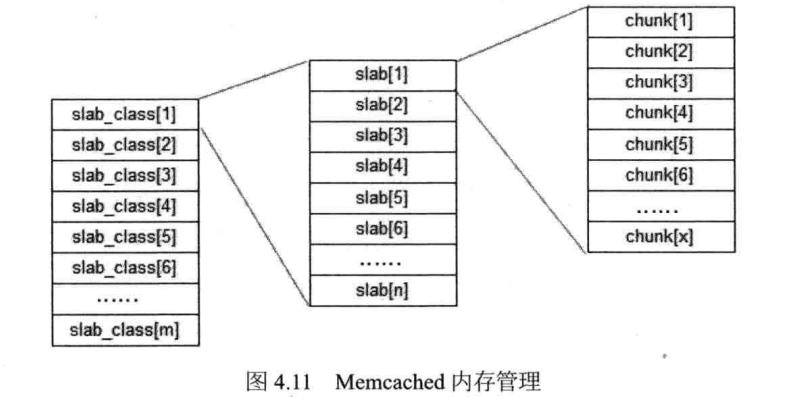 slab_class[1]
slab_class[2]
slab_class[3]
slab_class[4]
slab_class[5]
slab_class[6]
......
slab_class[m]
slab[1]
slab[2]
slab[3]
slab[4]
slab[5]
slab[6]
......
slab[n]
chunk[1]
chunk[2]
chunk[3]
chunk[4]
chunk[5]
chunk[6]
......
chunk[x]
图 4.11 Memcached 内存管理